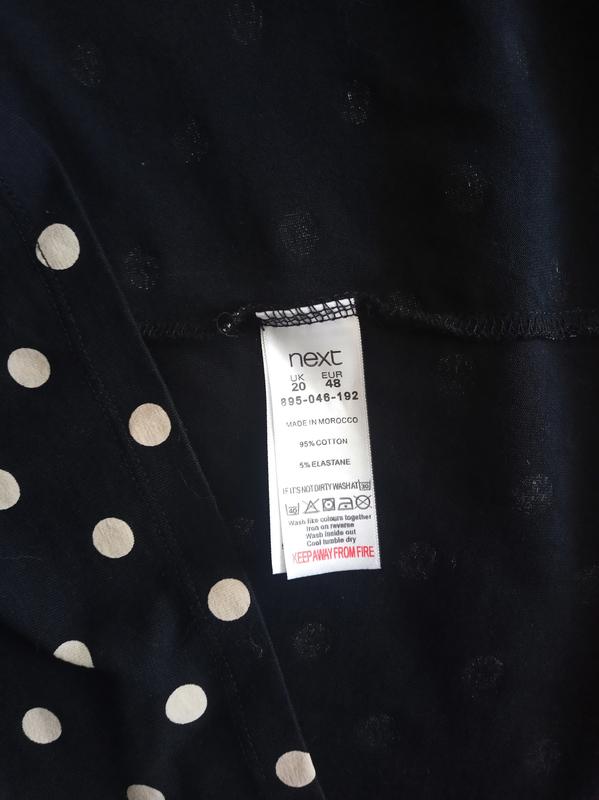 next
UK EUR
20 48
895-046-192
MADE IN MOROCCO
95% COTTON
5% ELASTANE
IF IT'S NOT DIRTY WASH AT 30
40
Wash like colours together
Iron on reverse
Wash inside out
Cool tumble dry
KEEP AWAY FROM FIRE